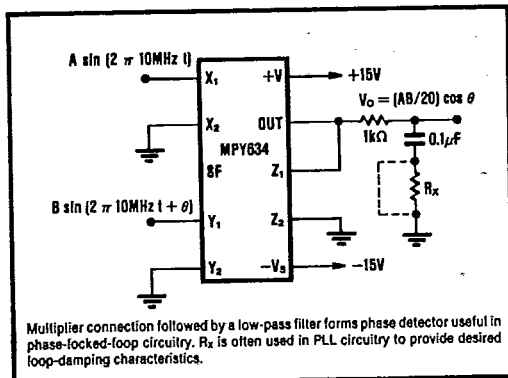 A sin (2 π 10MHz t)
X₁
+V
+15V
V₀ = (AB/20) cos θ
X₂
OUT
1kΩ
0.1µF
MPY634
SF
Z₁
Rₓ
B sin (2 π 10MHz t + θ)
Y₁
Z₂
Y₂
−Vₛ
−15V
Multiplier connection followed by a low-pass filter forms phase detector useful in
phase-locked-loop circuitry. Rₓ is often used in PLL circuitry to provide desired
loop-damping characteristics.